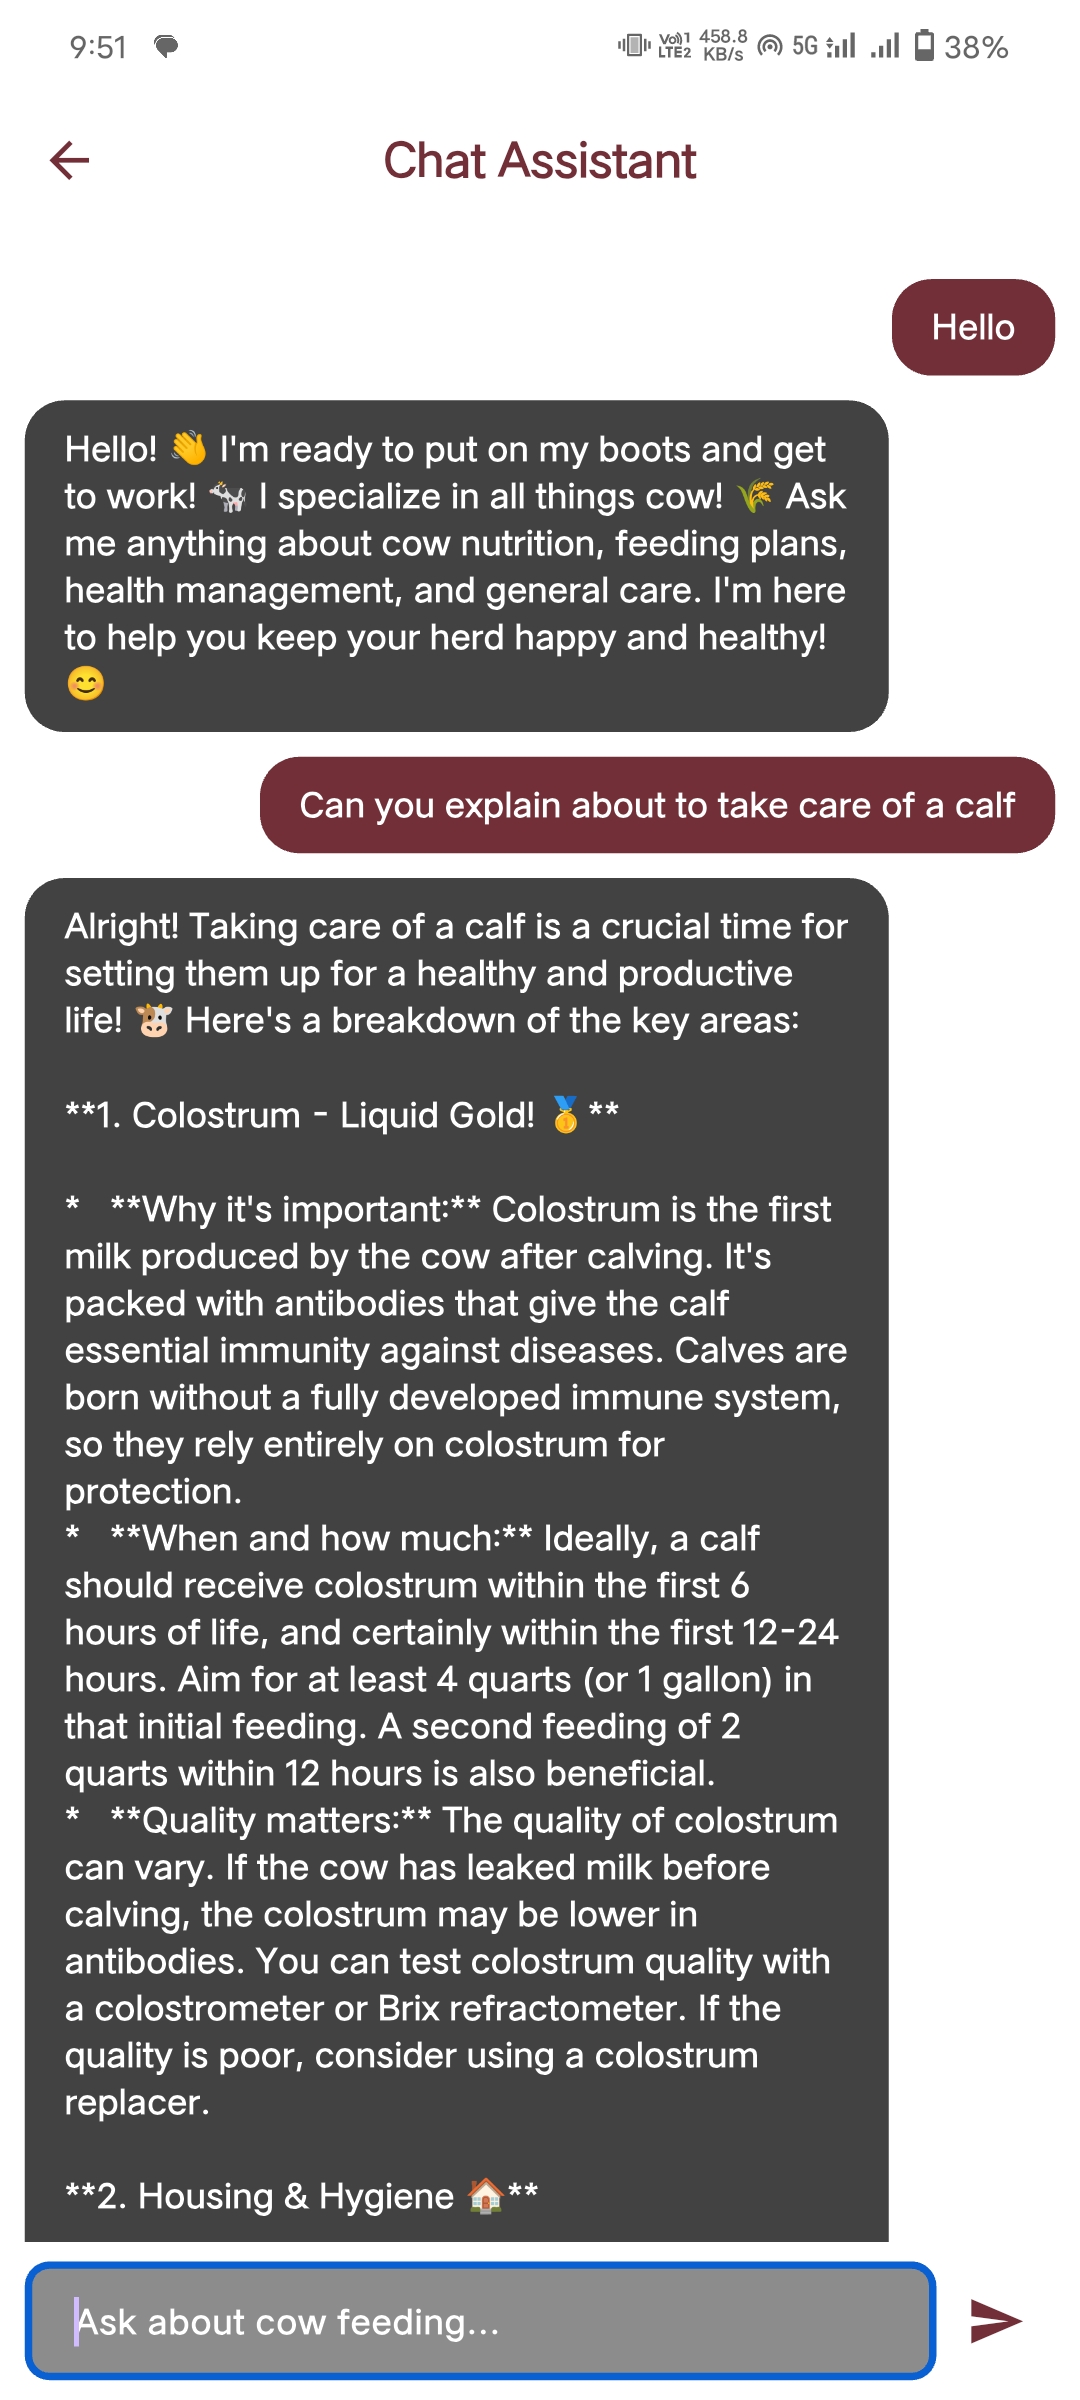 9:51 Vo))1 LTE2 458.8 KB/s 5G 38%
Chat Assistant
Hello
Hello! 👋 I'm ready to put on my boots and get
to work! 🐄 I specialize in all things cow! 🌾 Ask
me anything about cow nutrition, feeding plans,
health management, and general care. I'm here
to help you keep your herd happy and healthy!
😊
Can you explain about to take care of a calf
Alright! Taking care of a calf is a crucial time for
setting them up for a healthy and productive
life! 🐮 Here's a breakdown of the key areas:
**1. Colostrum - Liquid Gold! 🥇**
* **Why it's important:** Colostrum is the first
milk produced by the cow after calving. It's
packed with antibodies that give the calf
essential immunity against diseases. Calves are
born without a fully developed immune system,
so they rely entirely on colostrum for
protection.
* **When and how much:** Ideally, a calf
should receive colostrum within the first 6
hours of life, and certainly within the first 12-24
hours. Aim for at least 4 quarts (or 1 gallon) in
that initial feeding. A second feeding of 2
quarts within 12 hours is also beneficial.
* **Quality matters:** The quality of colostrum
can vary. If the cow has leaked milk before
calving, the colostrum may be lower in
antibodies. You can test colostrum quality with
a colostrometer or Brix refractometer. If the
quality is poor, consider using a colostrum
replacer.
**2. Housing & Hygiene 🏠**
Ask about cow feeding...